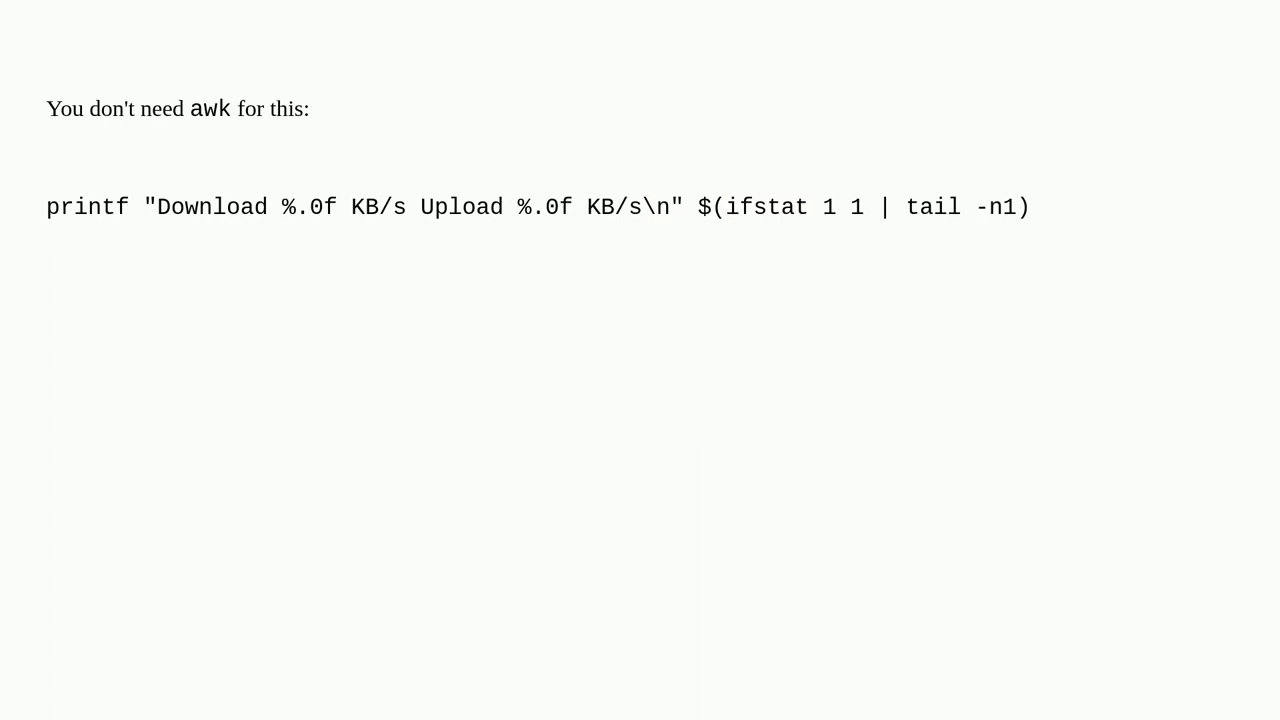 You don't need awk for this:
printf "Download %.0f KB/s Upload %.0f KB/s\n" $(ifstat 1 1 | tail -n1)